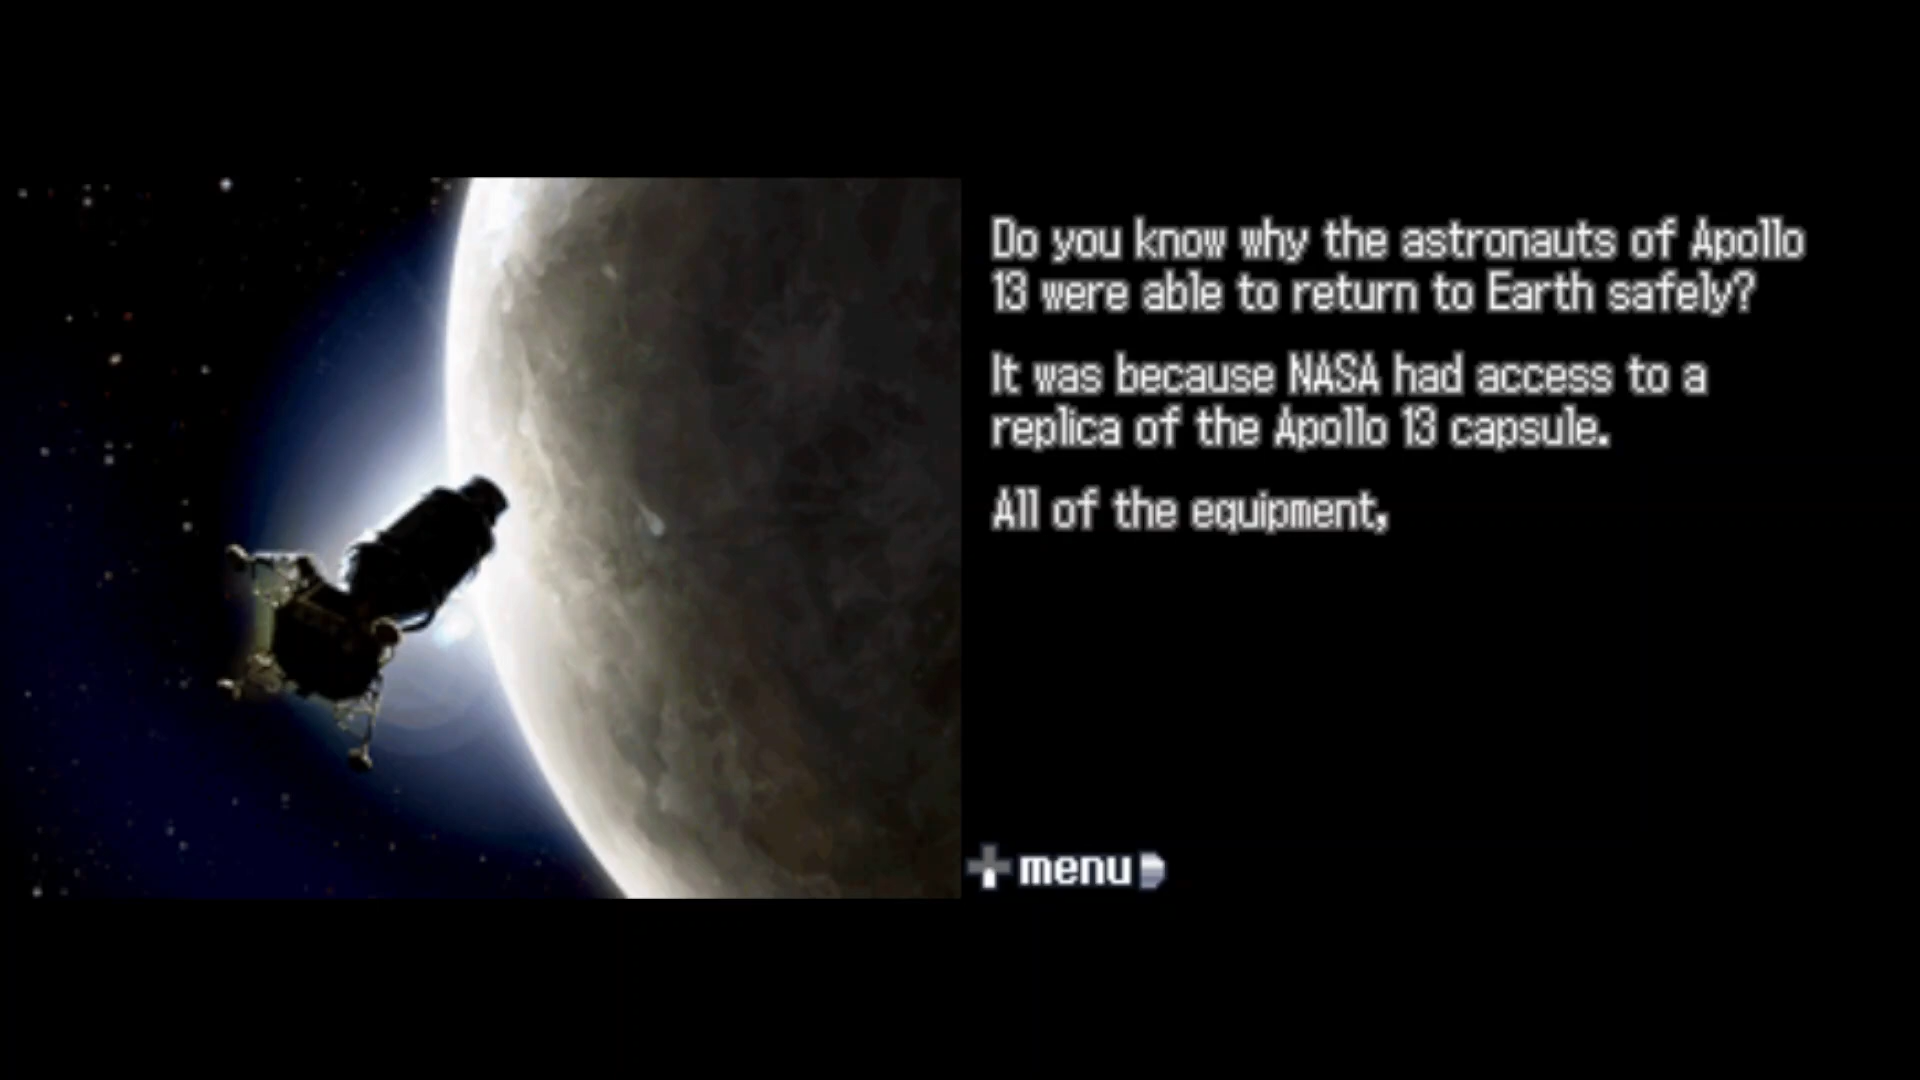 Do you know why the astronauts of Apollo
13 were able to return to Earth safely?
It was because NASA had access to a
replica of the Apollo 13 capsule.
All of the equipment,
menu